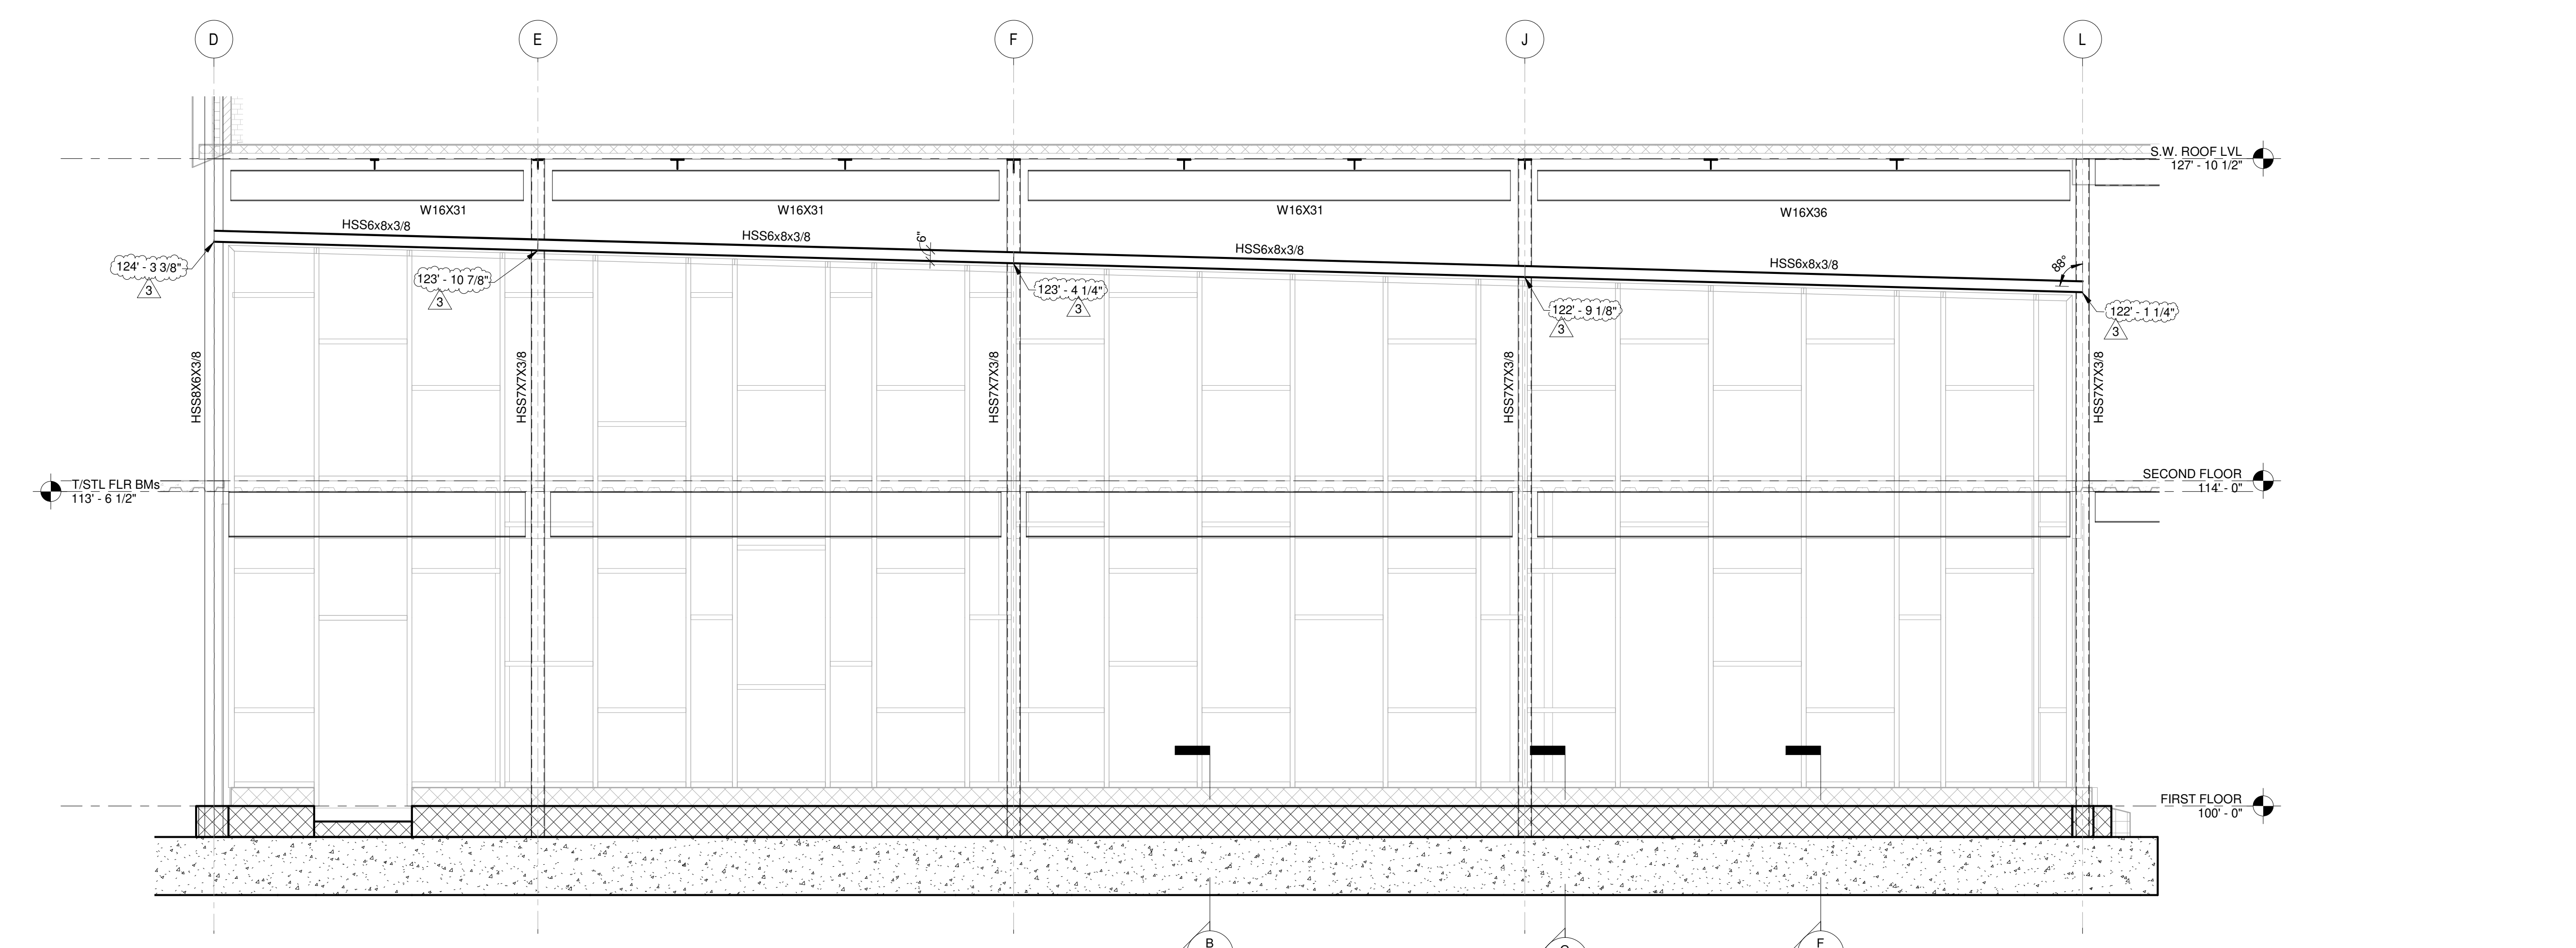 D
E
F
J
L
S.W. ROOF LVL
127' - 10 1/2"
W16X31
W16X31
W16X31
W16X36
HSS6x8x3/8
HSS6x8x3/8
6"
HSS6x8x3/8
HSS6x8x3/8
88°
124' - 3 3/8"
3
123' - 10 7/8"
3
123' - 4 1/4"
3
122' - 9 1/8"
3
122' - 1 1/4"
3
HSS8X6X3/8
HSS7X7X3/8
HSS7X7X3/8
HSS7X7X3/8
HSS7X7X3/8
T/STL FLR BMs
113' - 6 1/2"
SECOND FLOOR
114' - 0"
FIRST FLOOR
100' - 0"
B